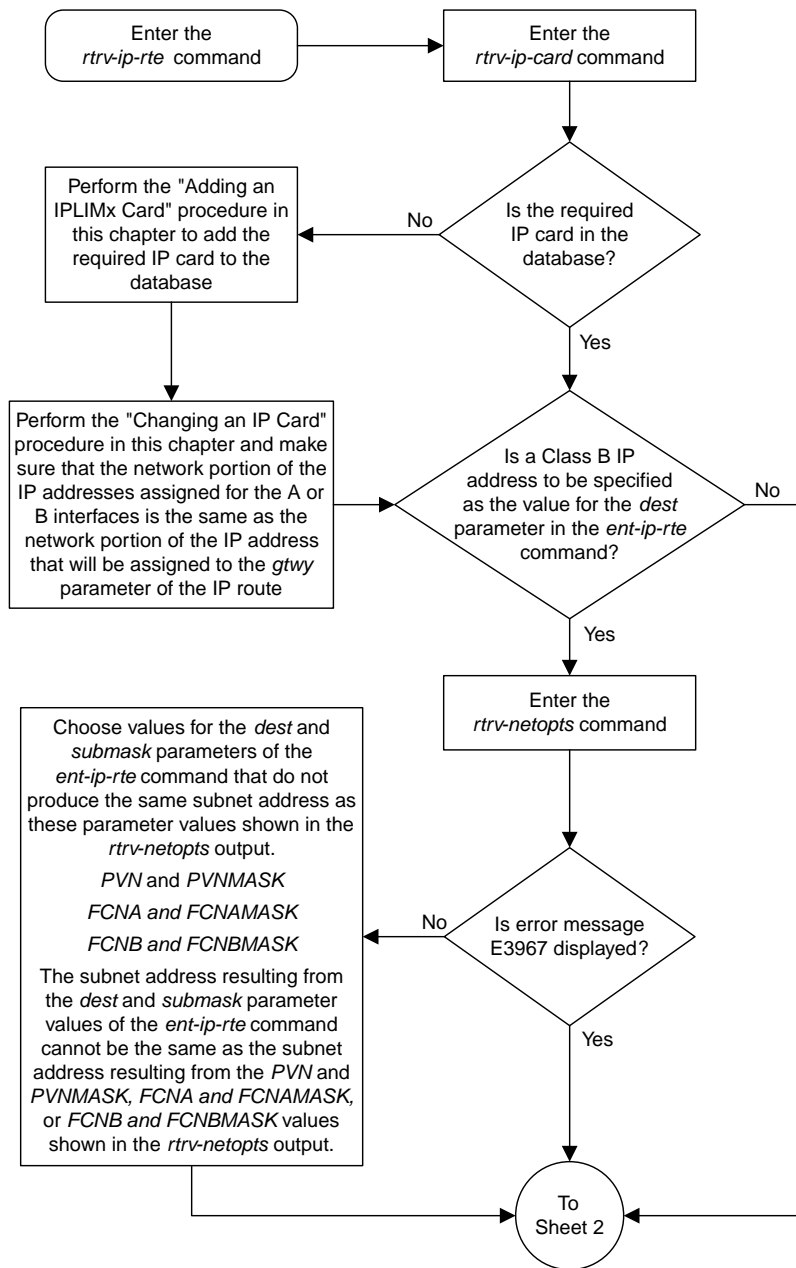 Enter the
rtrv-ip-rte command
Enter the
rtrv-ip-card command
Perform the "Adding an
IPLIMx Card" procedure in
this chapter to add the
required IP card to the
database
No
Is the required
IP card in the
database?
Yes
Perform the "Changing an IP Card"
procedure in this chapter and make
sure that the network portion of the
IP addresses assigned for the A or
B interfaces is the same as the
network portion of the IP address
that will be assigned to the gtwy
parameter of the IP route
Is a Class B IP
address to be specified
as the value for the dest
parameter in the ent-ip-rte
command?
No
Yes
Enter the
rtrv-netopts command
Choose values for the dest and
submask parameters of the
ent-ip-rte command that do not
produce the same subnet address as
these parameter values shown in the
rtrv-netopts output.
PVN and PVNMASK
FCNA and FCNAMASK
FCNB and FCNBMASK
The subnet address resulting from
the dest and submask parameter
values of the ent-ip-rte command
cannot be the same as the subnet
address resulting from the PVN and
PVNMASK, FCNA and FCNAMASK,
or FCNB and FCNBMASK values
shown in the rtrv-netopts output.
No
Is error message
E3967 displayed?
Yes
To
Sheet 2